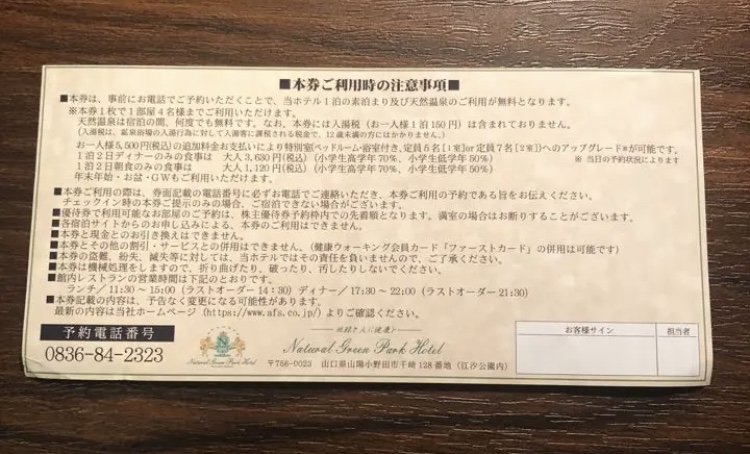 ■本券ご利用時の注意事項■
■本券は、事前にお電話でご予約いただくことで、当ホテル1泊の素泊まり及び天然温泉のご利用が無料となります。
※本券1枚で1部屋4名様までご利用いただけます。
天然温泉は宿泊の間、何度でも無料です。なお、本券には入湯税（お一人様1泊150円）は含まれておりません。
（入湯税は、鉱泉浴場の入湯行為に対して入湯客に課税される税金で、12歳未満の方にはかかりません。）
お一人様5,500円(税込)の追加料金お支払いにより特別室[ベッドルーム・浴室付き、定員5名[1室]or定員7名[2室]]へのアップグレード※が可能です。
1泊2日ディナーのみの食事は　大人3,630円(税込)（小学生高学年70%、小学生低学年50%）　※ 当日の予約状況によります
1泊2日朝食のみの食事は　大人1,120円(税込)（小学生高学年70%、小学生低学年50%）
年末年始・お盆・GWもご利用いただけます。
■本券ご利用の際は、券面記載の電話番号に必ずお電話でご連絡いただき、本券ご利用の予約である旨をお伝えください。
チェックイン時の本券ご提示のみの場合、ご宿泊できない場合がございます。
■優待券で利用可能なお部屋のご予約は、株主優待券予約枠内での先着順となります。満室の場合はお断りすることがございます。
■各宿泊サイトからのお申し込みによる、本券のご利用はできません。
■本券と現金とのお引き換えはできません。
■本券とその他の割引・サービスとの併用はできません。（健康ウォーキング会員カード「ファーストカード」の併用は可能です）
■本券の盗難、紛失、滅失等に対しては、当ホテルではその責任を負いませんので、ご了承ください。
■本券は機械処理をしますので、折り曲げたり、破ったり、汚したりしないでください。
■館内レストランの営業時間は下記のとおりです。
ランチ／11:30～15:00（ラストオーダー14:30）ディナー／17:30～22:00（ラストオーダー21:30）
■本券記載の内容は、予告なく変更になる可能性があります。
最新の内容は当社ホームページ（https://www.afs.co.jp/）よりご確認ください。
予約電話番号
0836-84-2323
Natural Green Park Hotel
Natural Green Park Hotel
〒756-0023　山口県山陽小野田市千崎128番地（江汐公園内）
お客様サイン
担当者